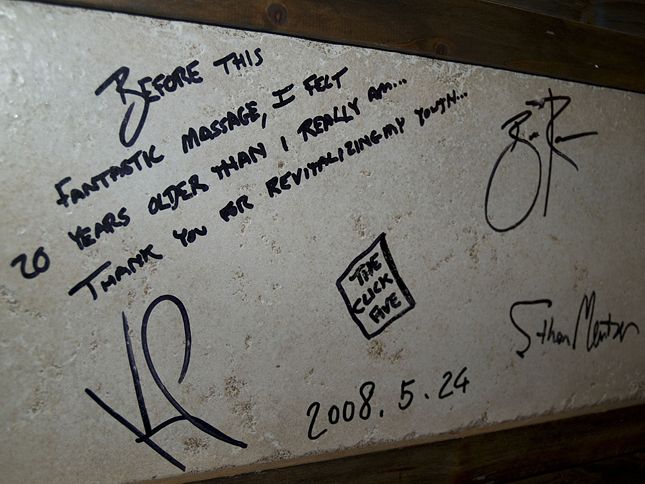 BEFORE THIS
FANTASTIC MASSAGE, I FELT
20 YEARS OLDER THAN I REALLY AM...
THANK YOU FOR REVITALIZING MY YOUTH...
THE
CLICK
FIVE
2008.5.24